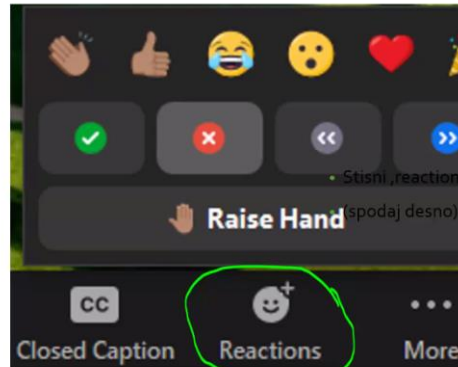 • Stisni ,reaction
Raise Hand
• (spodaj desno)
CC
Closed Caption Reactions More